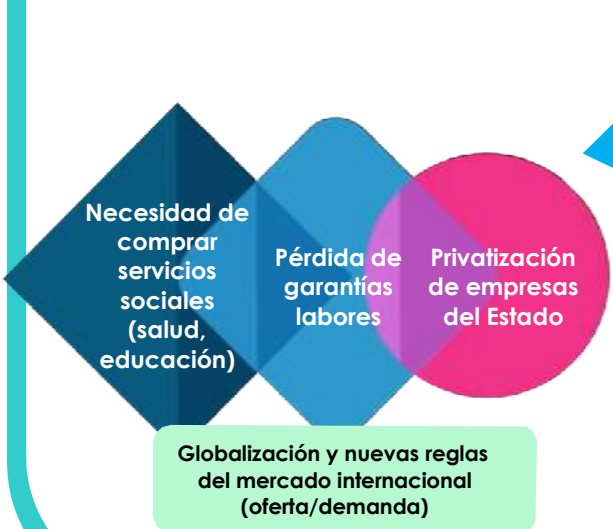 Necesidad de
comprar
servicios
sociales
(salud,
educación)
Pérdida de
garantías
labores
Privatización
de empresas
del Estado
Globalización y nuevas reglas
del mercado internacional
(oferta/demanda)